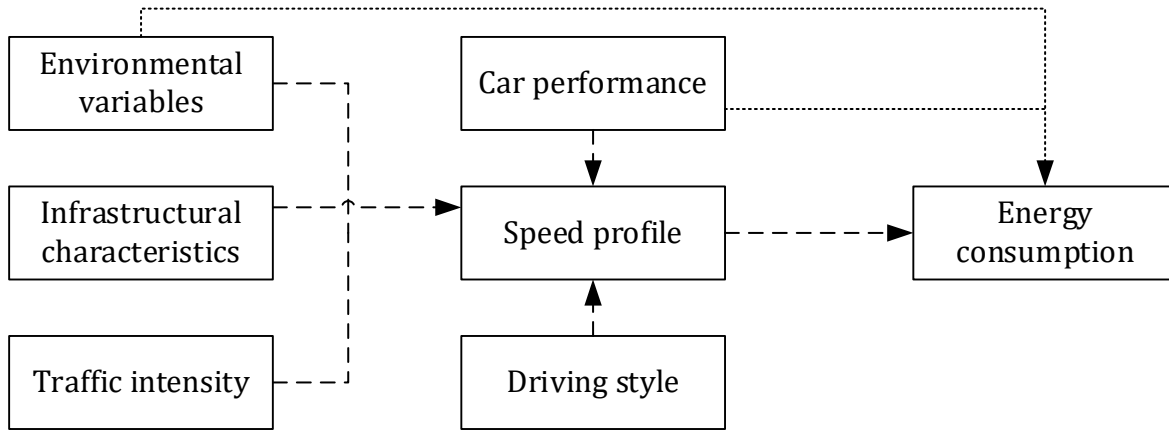 Environmental
variables
Car performance
Infrastructural
characteristics
Speed profile
Energy
consumption
Traffic intensity
Driving style